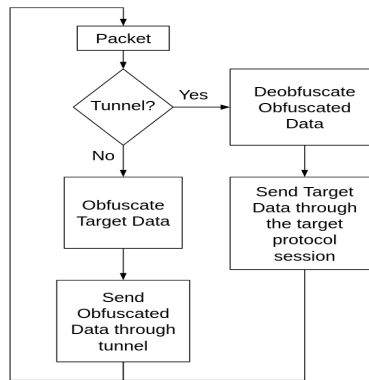 Packet
Tunnel?
Yes
No
Deobfuscate
Obfuscated
Data
Obfuscate
Target Data
Send Target
Data through
the target
protocol
session
Send
Obfuscated
Data through
tunnel